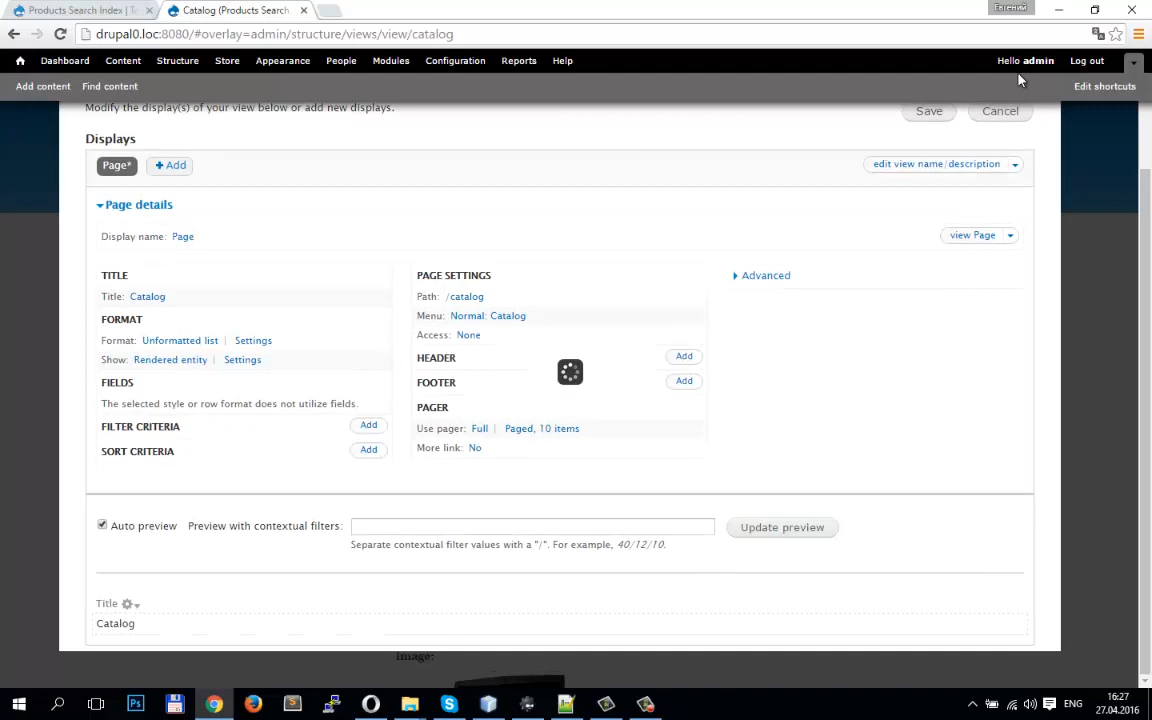 Products Search Index | Te
Catalog (Products Search
Евгений
drupal0.loc:8080/#overlay=admin/structure/views/view/catalog
Dashboard Content Structure Store Appearance People Modules Configuration Reports Help Hello admin Log out
Add content Find content Edit shortcuts
Modify the display(s) of your view below or add new displays.
Save Cancel
Displays
Page* + Add edit view name/description
Page details
Display name: Page view Page
TITLE PAGE SETTINGS Advanced
Title: Catalog Path: /catalog
FORMAT Menu: Normal: Catalog
Format: Unformatted list | Settings Access: None
Show: Rendered entity | Settings HEADER Add
FIELDS FOOTER Add
The selected style or row format does not utilize fields. PAGER
FILTER CRITERIA Add Use pager: Full | Paged, 10 items
SORT CRITERIA Add More link: No
Auto preview Preview with contextual filters: Update preview
Separate contextual filter values with a "/". For example, 40/12/10.
Title
Catalog
Image:
ENG 16:27
27.04.2016